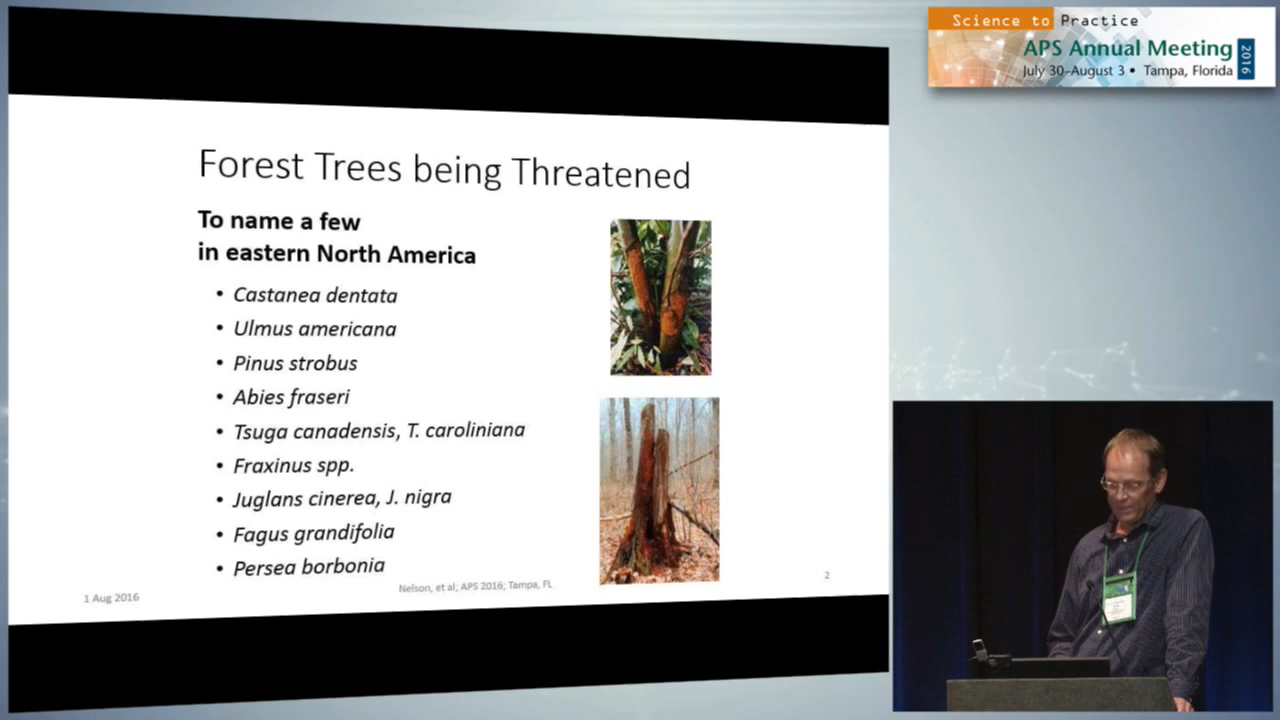 Science to Practice
APS Annual Meeting
2016
July 30–August 3 • Tampa, Florida
Forest Trees being Threatened
To name a few
in eastern North America
• Castanea dentata
• Ulmus americana
• Pinus strobus
• Abies fraseri
• Tsuga canadensis, T. caroliniana
• Fraxinus spp.
• Juglans cinerea, J. nigra
• Fagus grandifolia
• Persea borbonia
1 Aug 2016
Nelson, et al; APS 2016; Tampa, FL
2